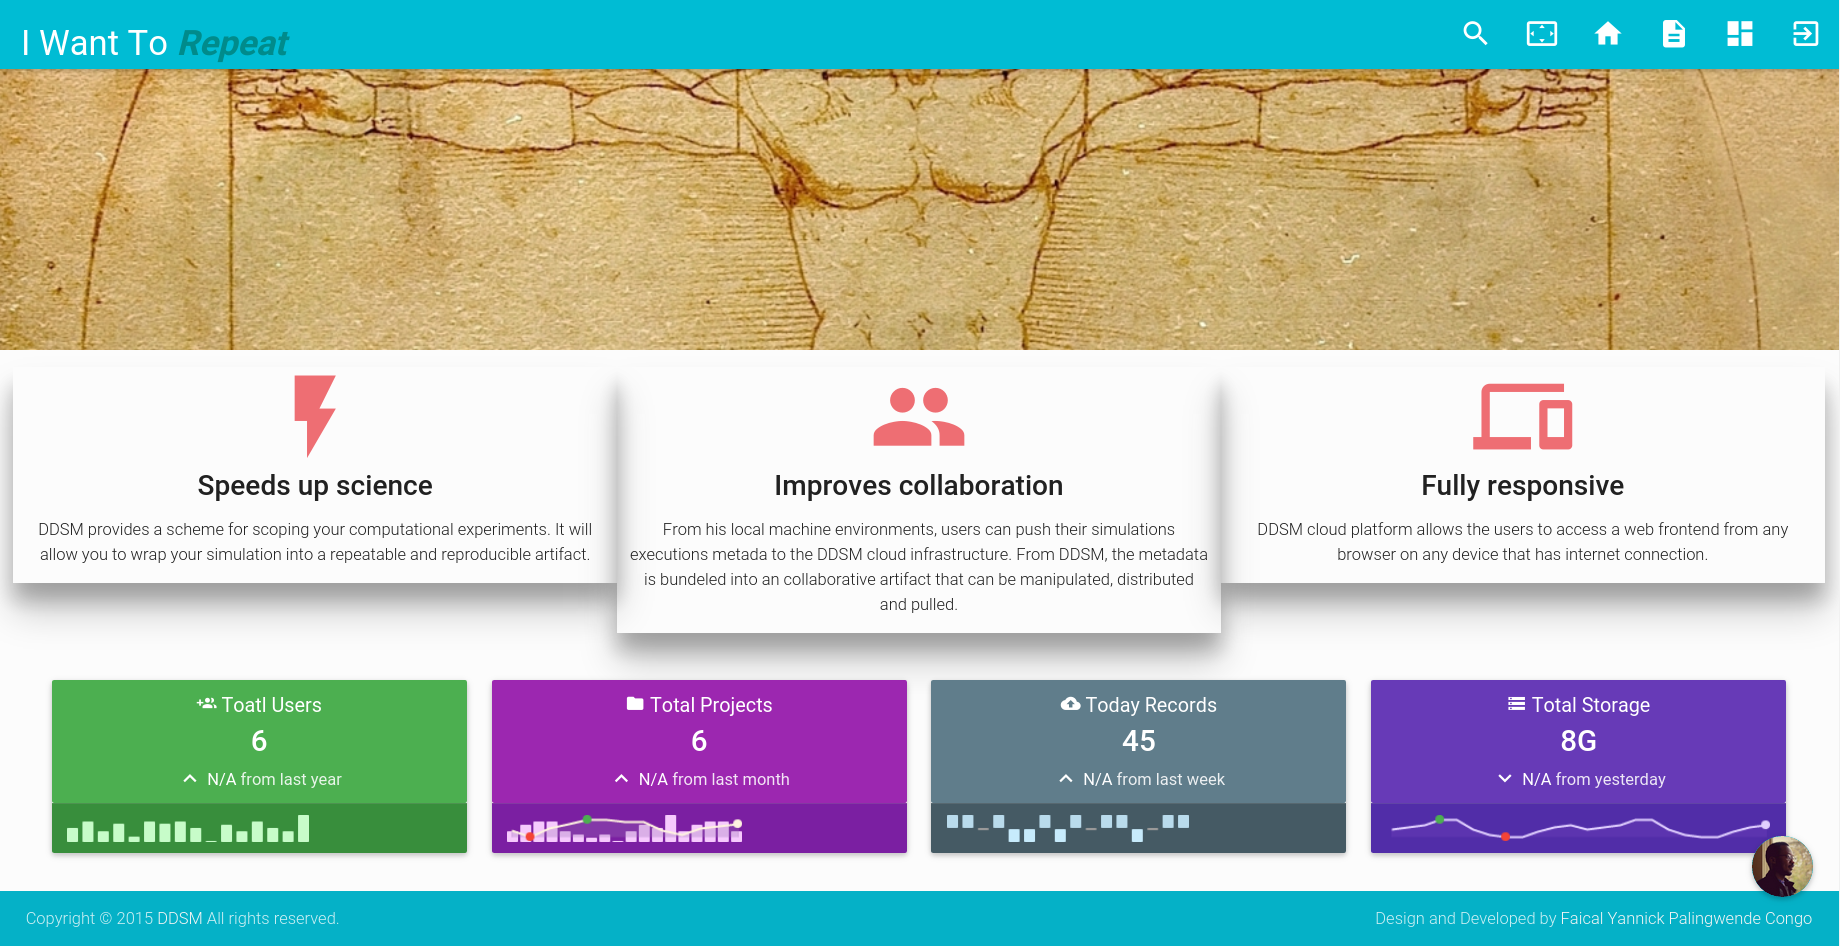 I Want To Repeat
Speeds up science
DDSM provides a scheme for scoping your computational experiments. It will
allow you to wrap your simulation into a repeatable and reproducible artifact.
Improves collaboration
From his local machine environments, users can push their simulations
executions metada to the DDSM cloud infrastructure. From DDSM, the metadata
is bundeled into an collaborative artifact that can be manipulated, distributed
and pulled.
Fully responsive
DDSM cloud platform allows the users to access a web frontend from any
browser on any device that has internet connection.
Toatl Users
6
N/A from last year
Total Projects
6
N/A from last month
Today Records
45
N/A from last week
Total Storage
8G
N/A from yesterday
Copyright © 2015 DDSM All rights reserved.
Design and Developed by Faical Yannick Palingwende Congo